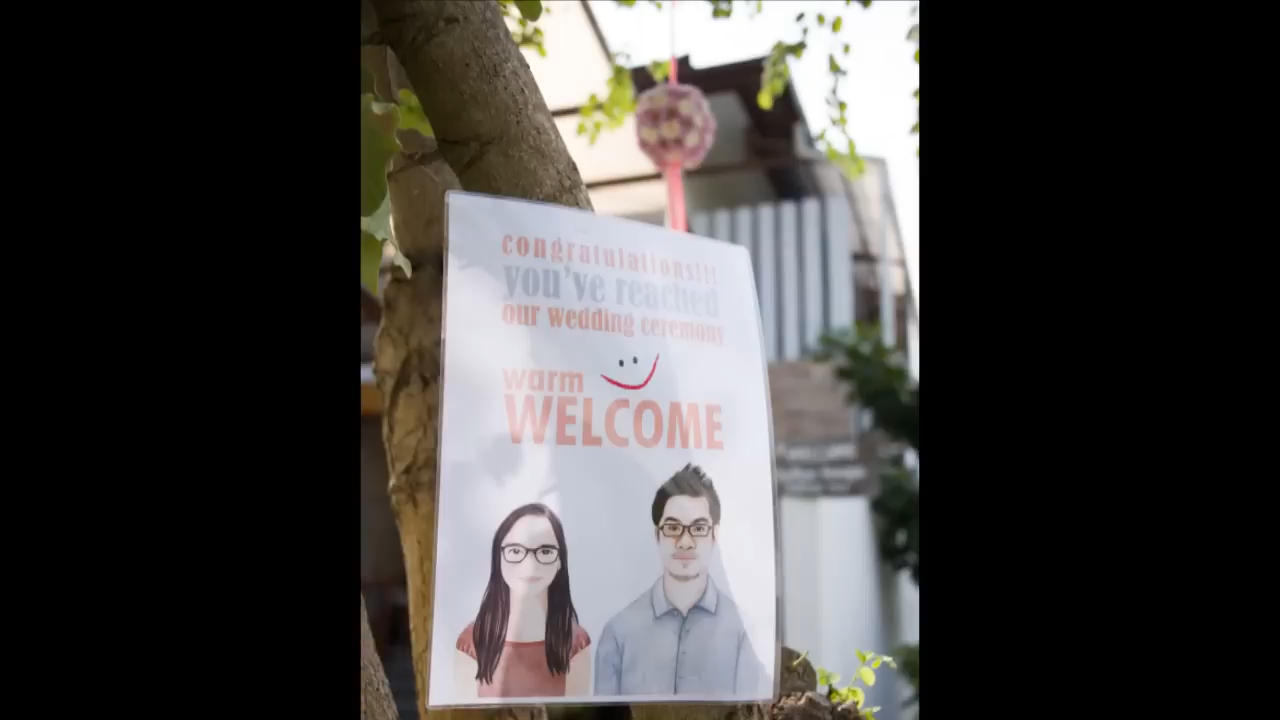 congratulations!!!
you've reached
our wedding ceremony
warm
WELCOME